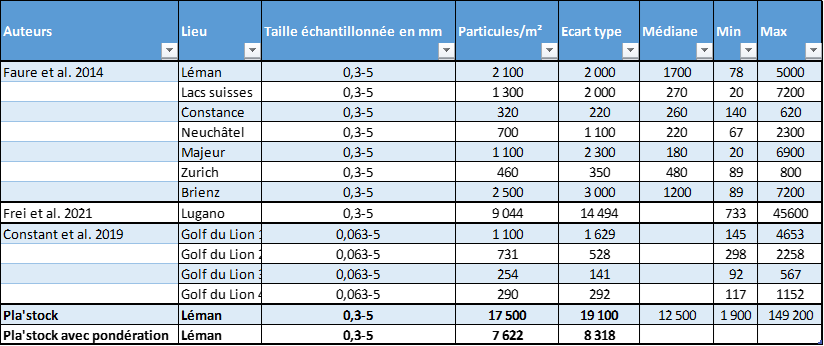 Auteurs Lieu Taille échantillonnée en mm Particules/m² Ecart type Médiane Min Max
Faure et al. 2014 Léman 0,3-5 2 100 2 000 1700 78 5000
Lacs suisses 0,3-5 1 300 2 000 270 20 7200
Constance 0,3-5 320 220 260 140 620
Neuchâtel 0,3-5 700 1 100 220 67 2300
Majeur 0,3-5 1 100 2 300 180 20 6900
Zurich 0,3-5 460 350 480 89 800
Brienz 0,3-5 2 500 3 000 1200 89 7200
Frei et al. 2021 Lugano 0,3-5 9 044 14 494 733 45600
Constant et al. 2019 Golf du Lion 1 0,063-5 1 100 1 629 145 4653
Golf du Lion 2 0,063-5 731 528 298 2258
Golf du Lion 3 0,063-5 254 141 92 567
Golf du Lion 4 0,063-5 290 292 117 1152
Pla'stock Léman 0,3-5 17 500 19 100 12 500 1 900 149 200
Pla'stock avec pondération Léman 0,3-5 7 622 8 318